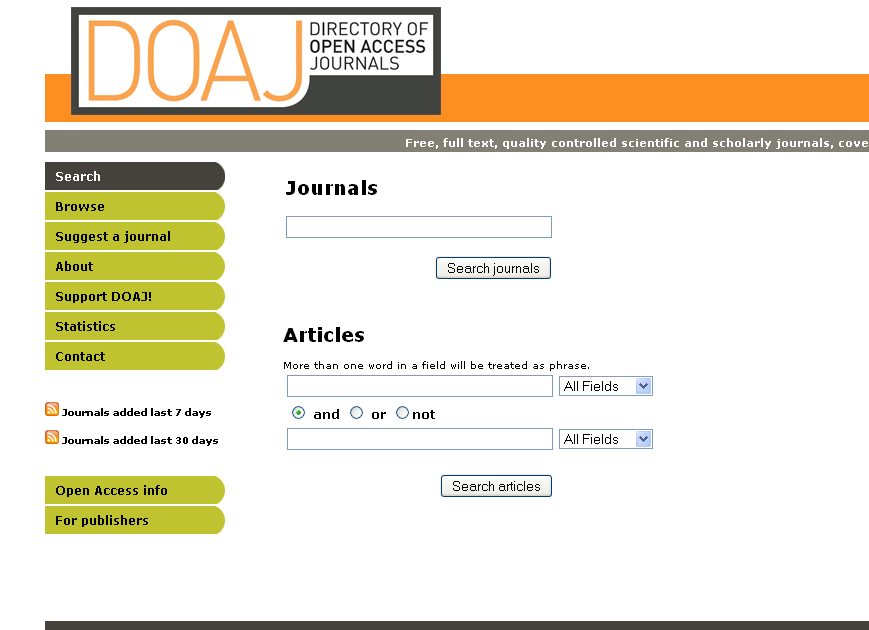 DOAJ
DIRECTORY OF
OPEN ACCESS
JOURNALS
Free, full text, quality controlled scientific and scholarly journals, cove
Search
Browse
Suggest a journal
About
Support DOAJ!
Statistics
Contact
Journals added last 7 days
Journals added last 30 days
Open Access info
For publishers
Journals
Search journals
Articles
More than one word in a field will be treated as phrase.
All Fields
and or not
All Fields
Search articles